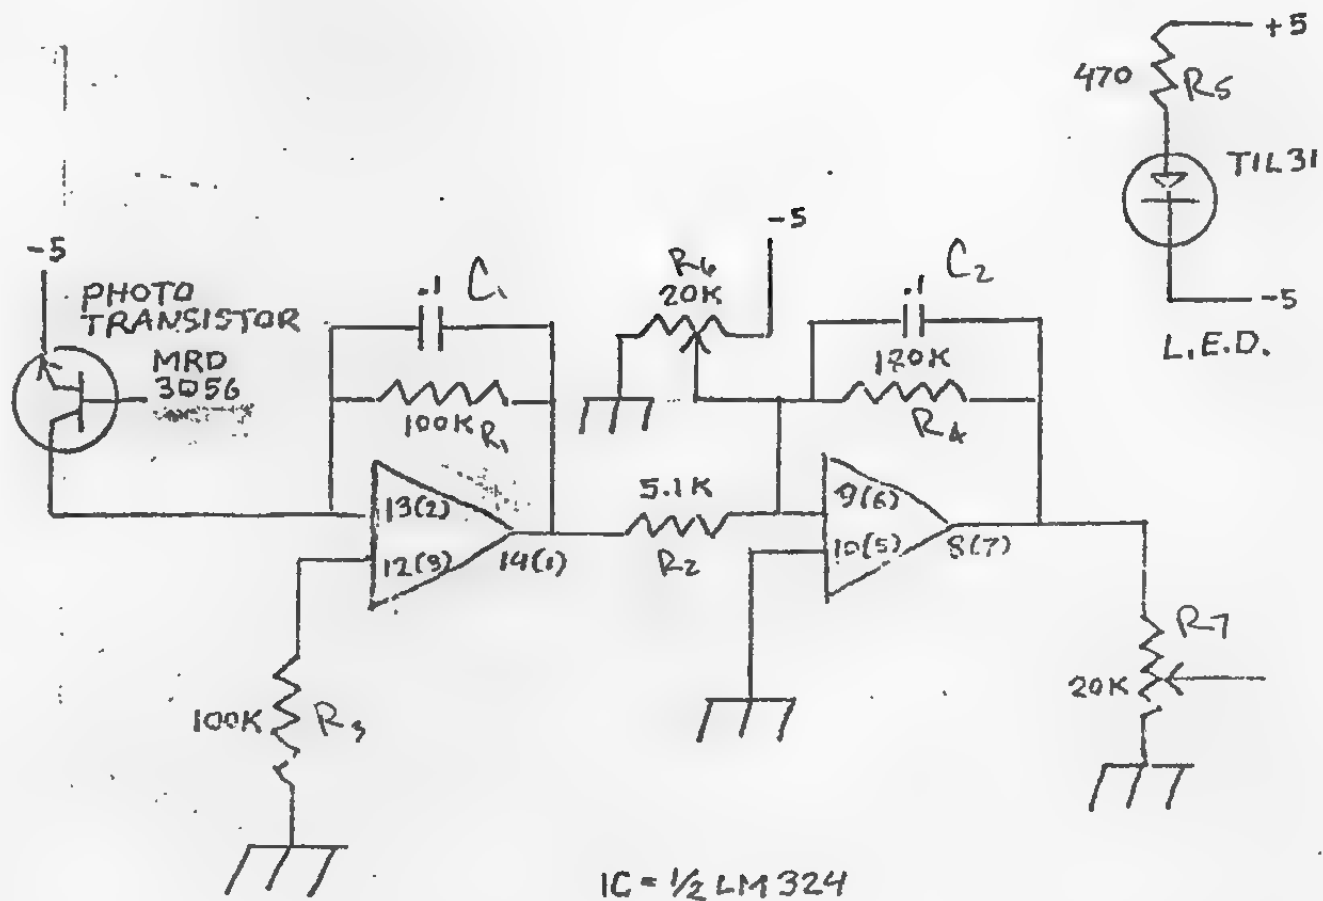 +5
470
R5
TIL31
-5
L.E.D.
-5
PHOTO
TRANSISTOR
MRD
3056
.1
C1
100K
R1
13(2)
12(3)
14(1)
100K
R3
R6
20K
-5
5.1K
R2
.1
C2
120K
R4
9(6)
10(5)
8(7)
R7
20K
IC = 1/2 LM 324